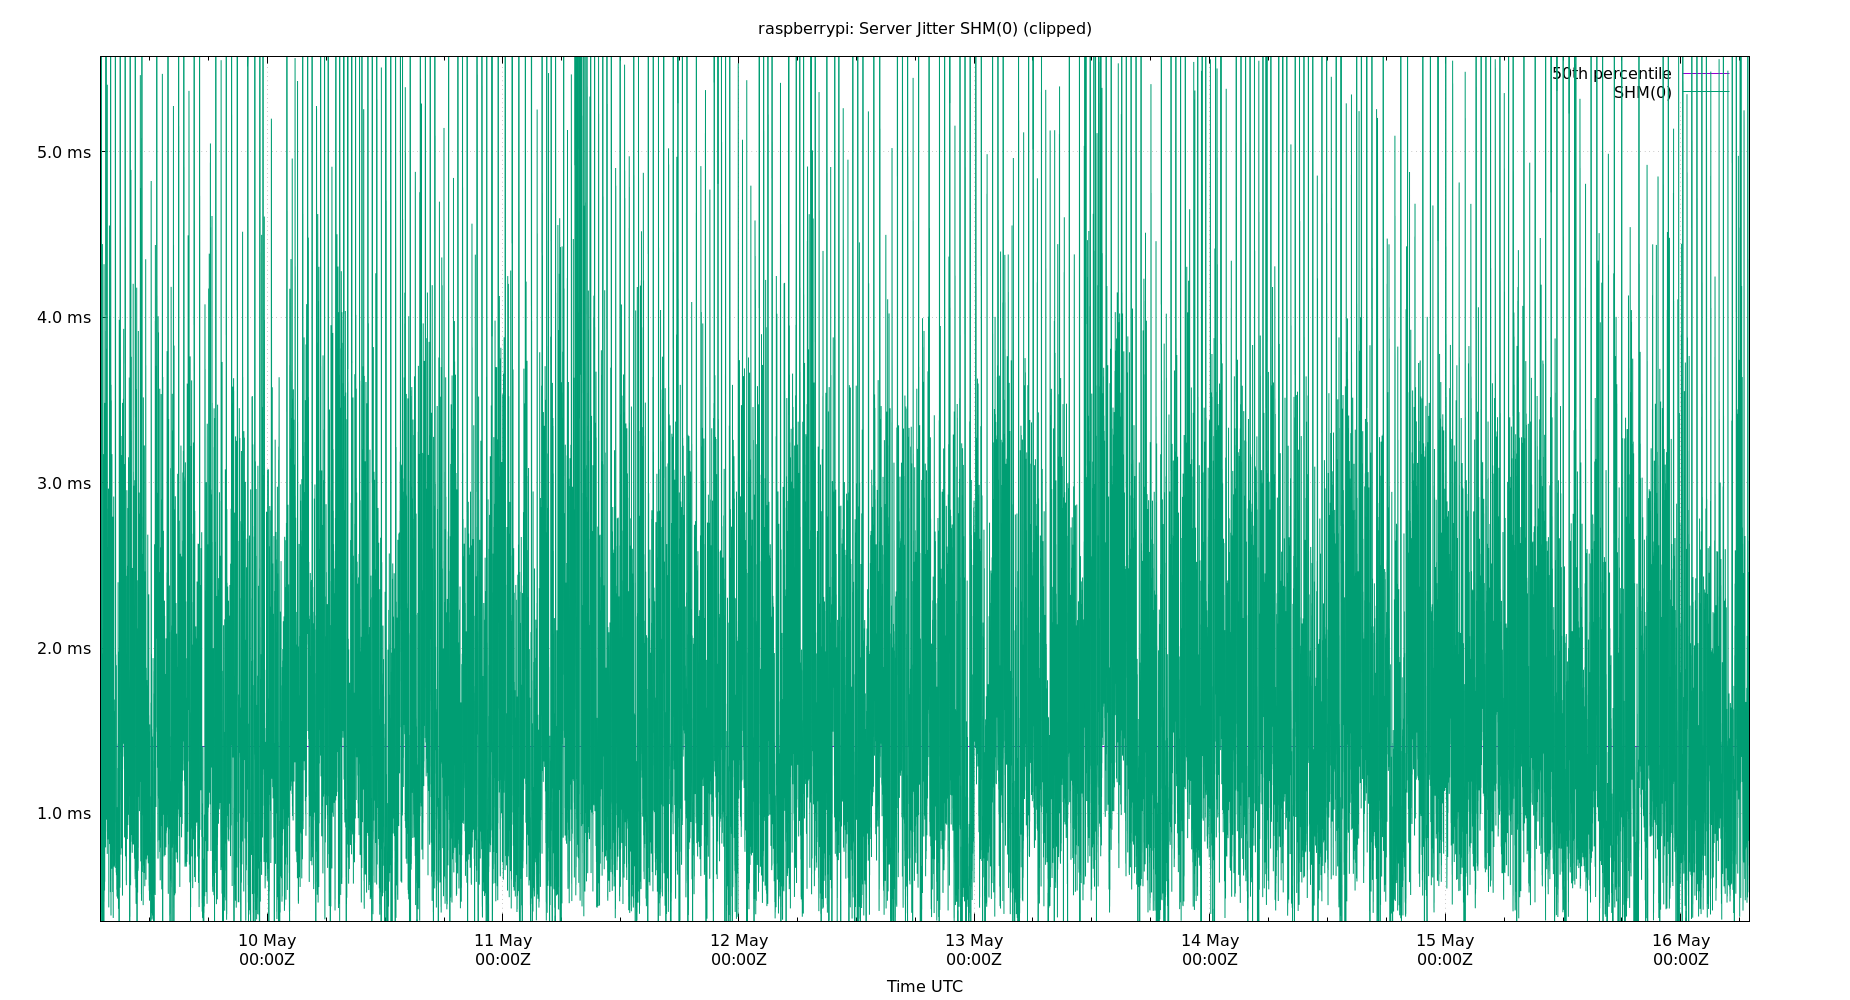 raspberrypi: Server Jitter SHM(0) (clipped)
50th percentile
SHM(0)
5.0 ms
4.0 ms
3.0 ms
2.0 ms
1.0 ms
10 May 11 May 12 May 13 May 14 May 15 May 16 May
00:00Z 00:00Z 00:00Z 00:00Z 00:00Z 00:00Z 00:00Z
Time UTC